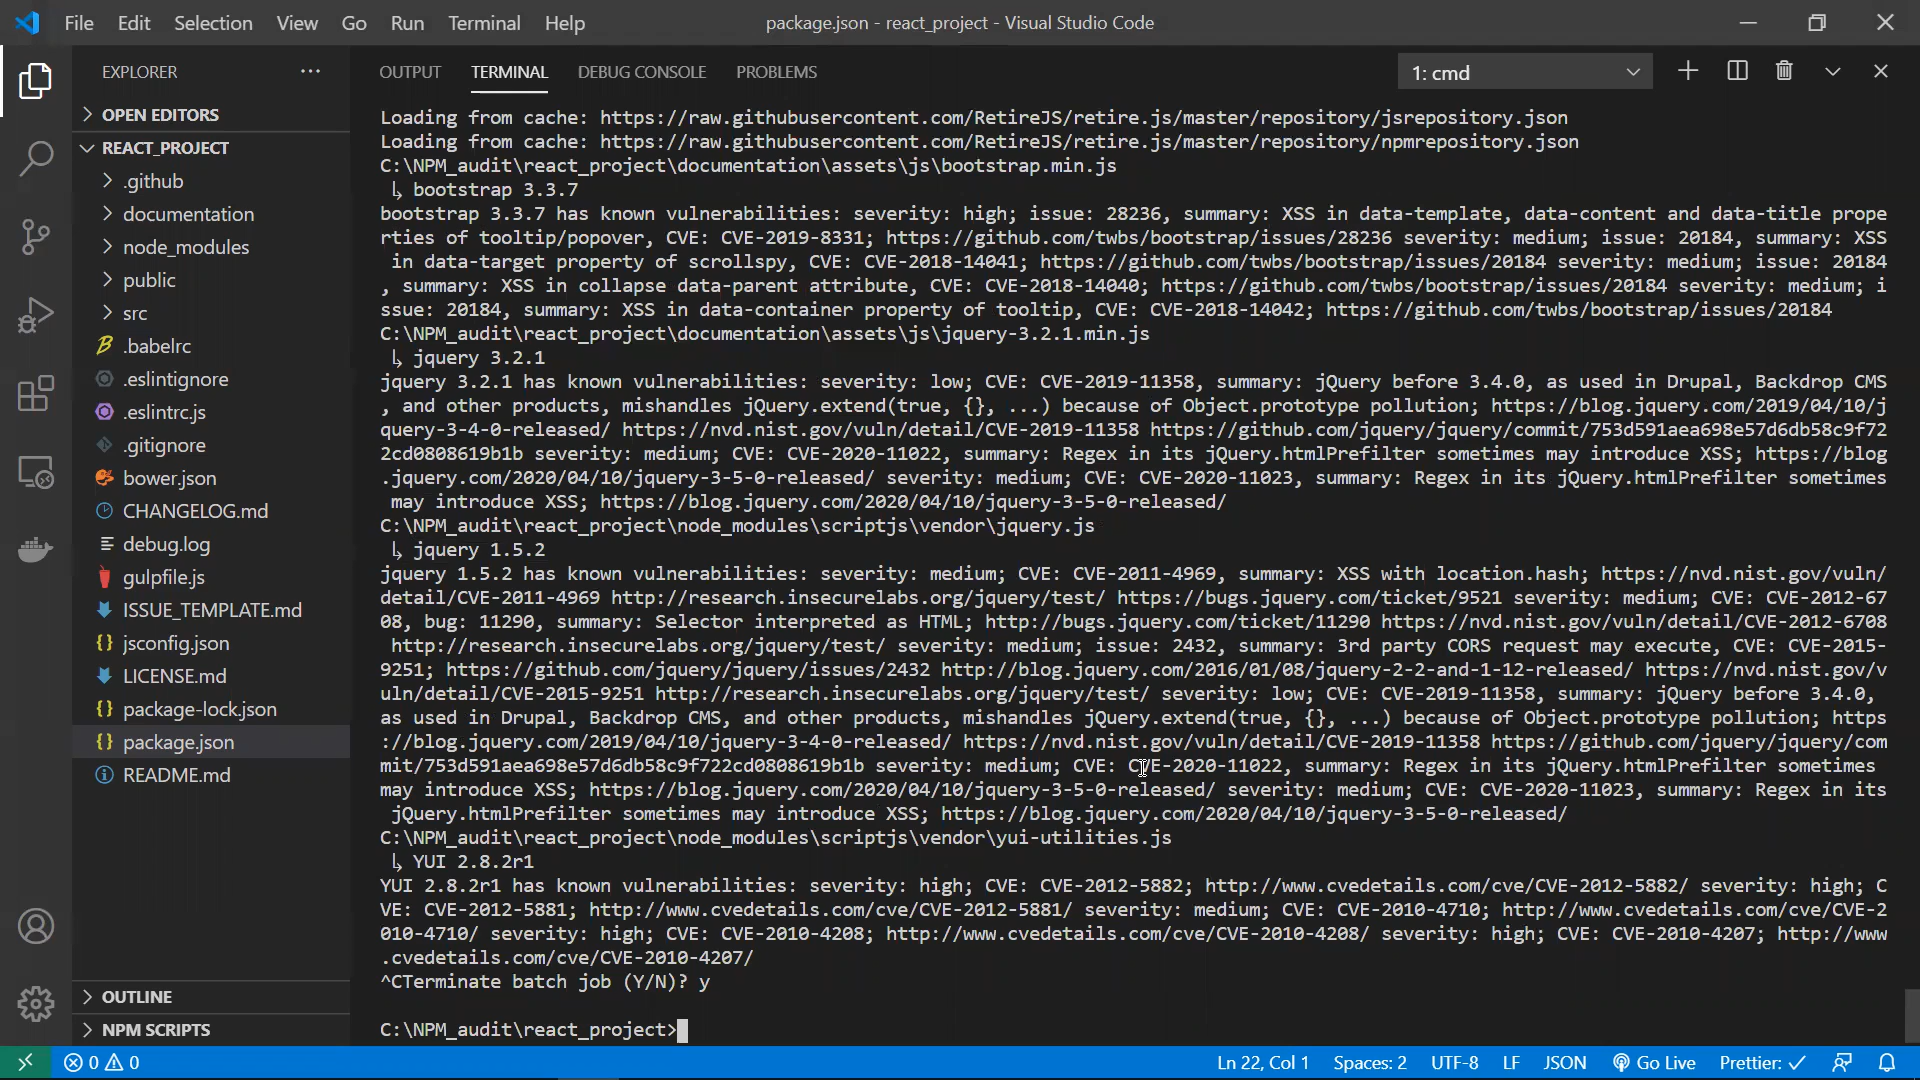 File Edit Selection View Go Run Terminal Help
package.json - react_project - Visual Studio Code
EXPLORER
OPEN EDITORS
REACT_PROJECT
.github
documentation
node_modules
public
src
.babelrc
.eslintignore
.eslintrc.js
.gitignore
bower.json
CHANGELOG.md
debug.log
gulpfile.js
ISSUE_TEMPLATE.md
jsconfig.json
LICENSE.md
package-lock.json
package.json
README.md
OUTLINE
NPM SCRIPTS
OUTPUT TERMINAL DEBUG CONSOLE PROBLEMS
1: cmd
Loading from cache: https://raw.githubusercontent.com/RetireJS/retire.js/master/repository/jsrepository.json
Loading from cache: https://raw.githubusercontent.com/RetireJS/retire.js/master/repository/npmrepository.json
C:\NPM_audit\react_project\documentation\assets\js\bootstrap.min.js
↳ bootstrap 3.3.7
bootstrap 3.3.7 has known vulnerabilities: severity: high; issue: 28236, summary: XSS in data-template, data-content and data-title prope
rties of tooltip/popover, CVE: CVE-2019-8331; https://github.com/twbs/bootstrap/issues/28236 severity: medium; issue: 20184, summary: XSS
in data-target property of scrollspy, CVE: CVE-2018-14041; https://github.com/twbs/bootstrap/issues/20184 severity: medium; issue: 20184
, summary: XSS in collapse data-parent attribute, CVE: CVE-2018-14040; https://github.com/twbs/bootstrap/issues/20184 severity: medium; i
ssue: 20184, summary: XSS in data-container property of tooltip, CVE: CVE-2018-14042; https://github.com/twbs/bootstrap/issues/20184
C:\NPM_audit\react_project\documentation\assets\js\jquery-3.2.1.min.js
↳ jquery 3.2.1
jquery 3.2.1 has known vulnerabilities: severity: low; CVE: CVE-2019-11358, summary: jQuery before 3.4.0, as used in Drupal, Backdrop CMS
, and other products, mishandles jQuery.extend(true, {}, ...) because of Object.prototype pollution; https://blog.jquery.com/2019/04/10/j
query-3-4-0-released/ https://nvd.nist.gov/vuln/detail/CVE-2019-11358 https://github.com/jquery/jquery/commit/753d591aea698e57d6db58c9f72
2cd0808619b1b severity: medium; CVE: CVE-2020-11022, summary: Regex in its jQuery.htmlPrefilter sometimes may introduce XSS; https://blog
.jquery.com/2020/04/10/jquery-3-5-0-released/ severity: medium; CVE: CVE-2020-11023, summary: Regex in its jQuery.htmlPrefilter sometimes
may introduce XSS; https://blog.jquery.com/2020/04/10/jquery-3-5-0-released/
C:\NPM_audit\react_project\node_modules\scriptjs\vendor\jquery.js
↳ jquery 1.5.2
jquery 1.5.2 has known vulnerabilities: severity: medium; CVE: CVE-2011-4969, summary: XSS with location.hash; https://nvd.nist.gov/vuln/
detail/CVE-2011-4969 http://research.insecurelabs.org/jquery/test/ https://bugs.jquery.com/ticket/9521 severity: medium; CVE: CVE-2012-67
08, bug: 11290, summary: Selector interpreted as HTML; http://bugs.jquery.com/ticket/11290 https://nvd.nist.gov/vuln/detail/CVE-2012-6708
http://research.insecurelabs.org/jquery/test/ severity: medium; issue: 2432, summary: 3rd party CORS request may execute, CVE: CVE-2015-
9251; https://github.com/jquery/jquery/issues/2432 http://blog.jquery.com/2016/01/08/jquery-2-2-and-1-12-released/ https://nvd.nist.gov/v
uln/detail/CVE-2015-9251 http://research.insecurelabs.org/jquery/test/ severity: low; CVE: CVE-2019-11358, summary: jQuery before 3.4.0,
as used in Drupal, Backdrop CMS, and other products, mishandles jQuery.extend(true, {}, ...) because of Object.prototype pollution; https
://blog.jquery.com/2019/04/10/jquery-3-4-0-released/ https://nvd.nist.gov/vuln/detail/CVE-2019-11358 https://github.com/jquery/jquery/com
mit/753d591aea698e57d6db58c9f722cd0808619b1b severity: medium; CVE: CVE-2020-11022, summary: Regex in its jQuery.htmlPrefilter sometimes
may introduce XSS; https://blog.jquery.com/2020/04/10/jquery-3-5-0-released/ severity: medium; CVE: CVE-2020-11023, summary: Regex in its
jQuery.htmlPrefilter sometimes may introduce XSS; https://blog.jquery.com/2020/04/10/jquery-3-5-0-released/
C:\NPM_audit\react_project\node_modules\scriptjs\vendor\yui-utilities.js
↳ YUI 2.8.2r1
YUI 2.8.2r1 has known vulnerabilities: severity: high; CVE: CVE-2012-5882; http://www.cvedetails.com/cve/CVE-2012-5882/ severity: high; C
VE: CVE-2012-5881; http://www.cvedetails.com/cve/CVE-2012-5881/ severity: medium; CVE: CVE-2010-4710; http://www.cvedetails.com/cve/CVE-2
010-4710/ severity: high; CVE: CVE-2010-4208; http://www.cvedetails.com/cve/CVE-2010-4208/ severity: high; CVE: CVE-2010-4207; http://www
.cvedetails.com/cve/CVE-2010-4207/
^CTerminate batch job (Y/N)? y
C:\NPM_audit\react_project>
0 0 Ln 22, Col 1 Spaces: 2 UTF-8 LF JSON Go Live Prettier: ✓